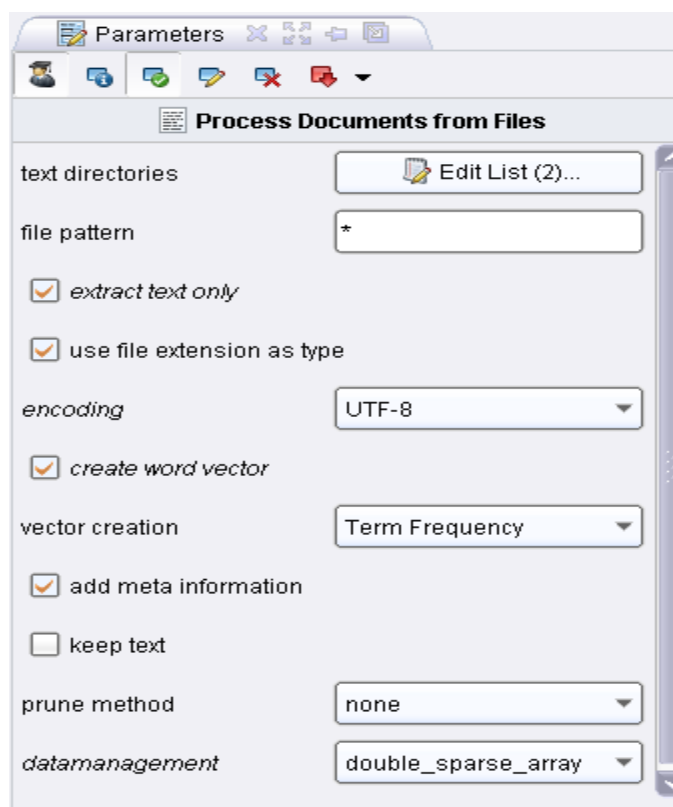 Parameters
Process Documents from Files
text directories
Edit List (2)...
file pattern
*
extract text only
use file extension as type
encoding
UTF-8
create word vector
vector creation
Term Frequency
add meta information
keep text
prune method
none
datamanagement
double_sparse_array